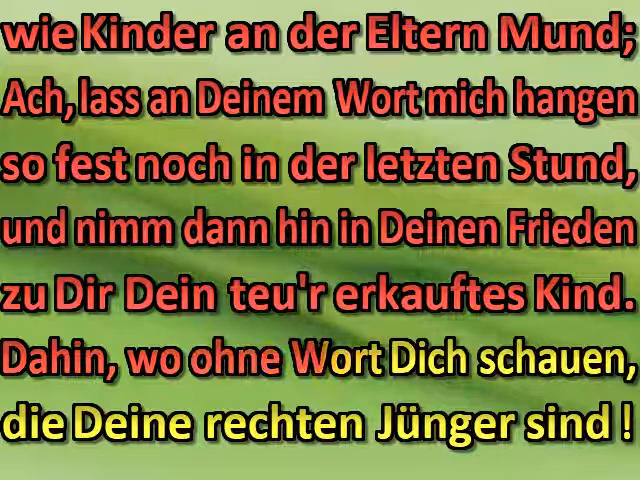 wie Kinder an der Eltern Mund;
Ach, lass an Deinem Wort mich hangen
so fest noch in der letzten Stund,
und nimm dann hin in Deinen Frieden
zu Dir Dein teu'r erkauftes Kind.
Dahin, wo ohne Wort Dich schauen,
die Deine rechten Jünger sind !